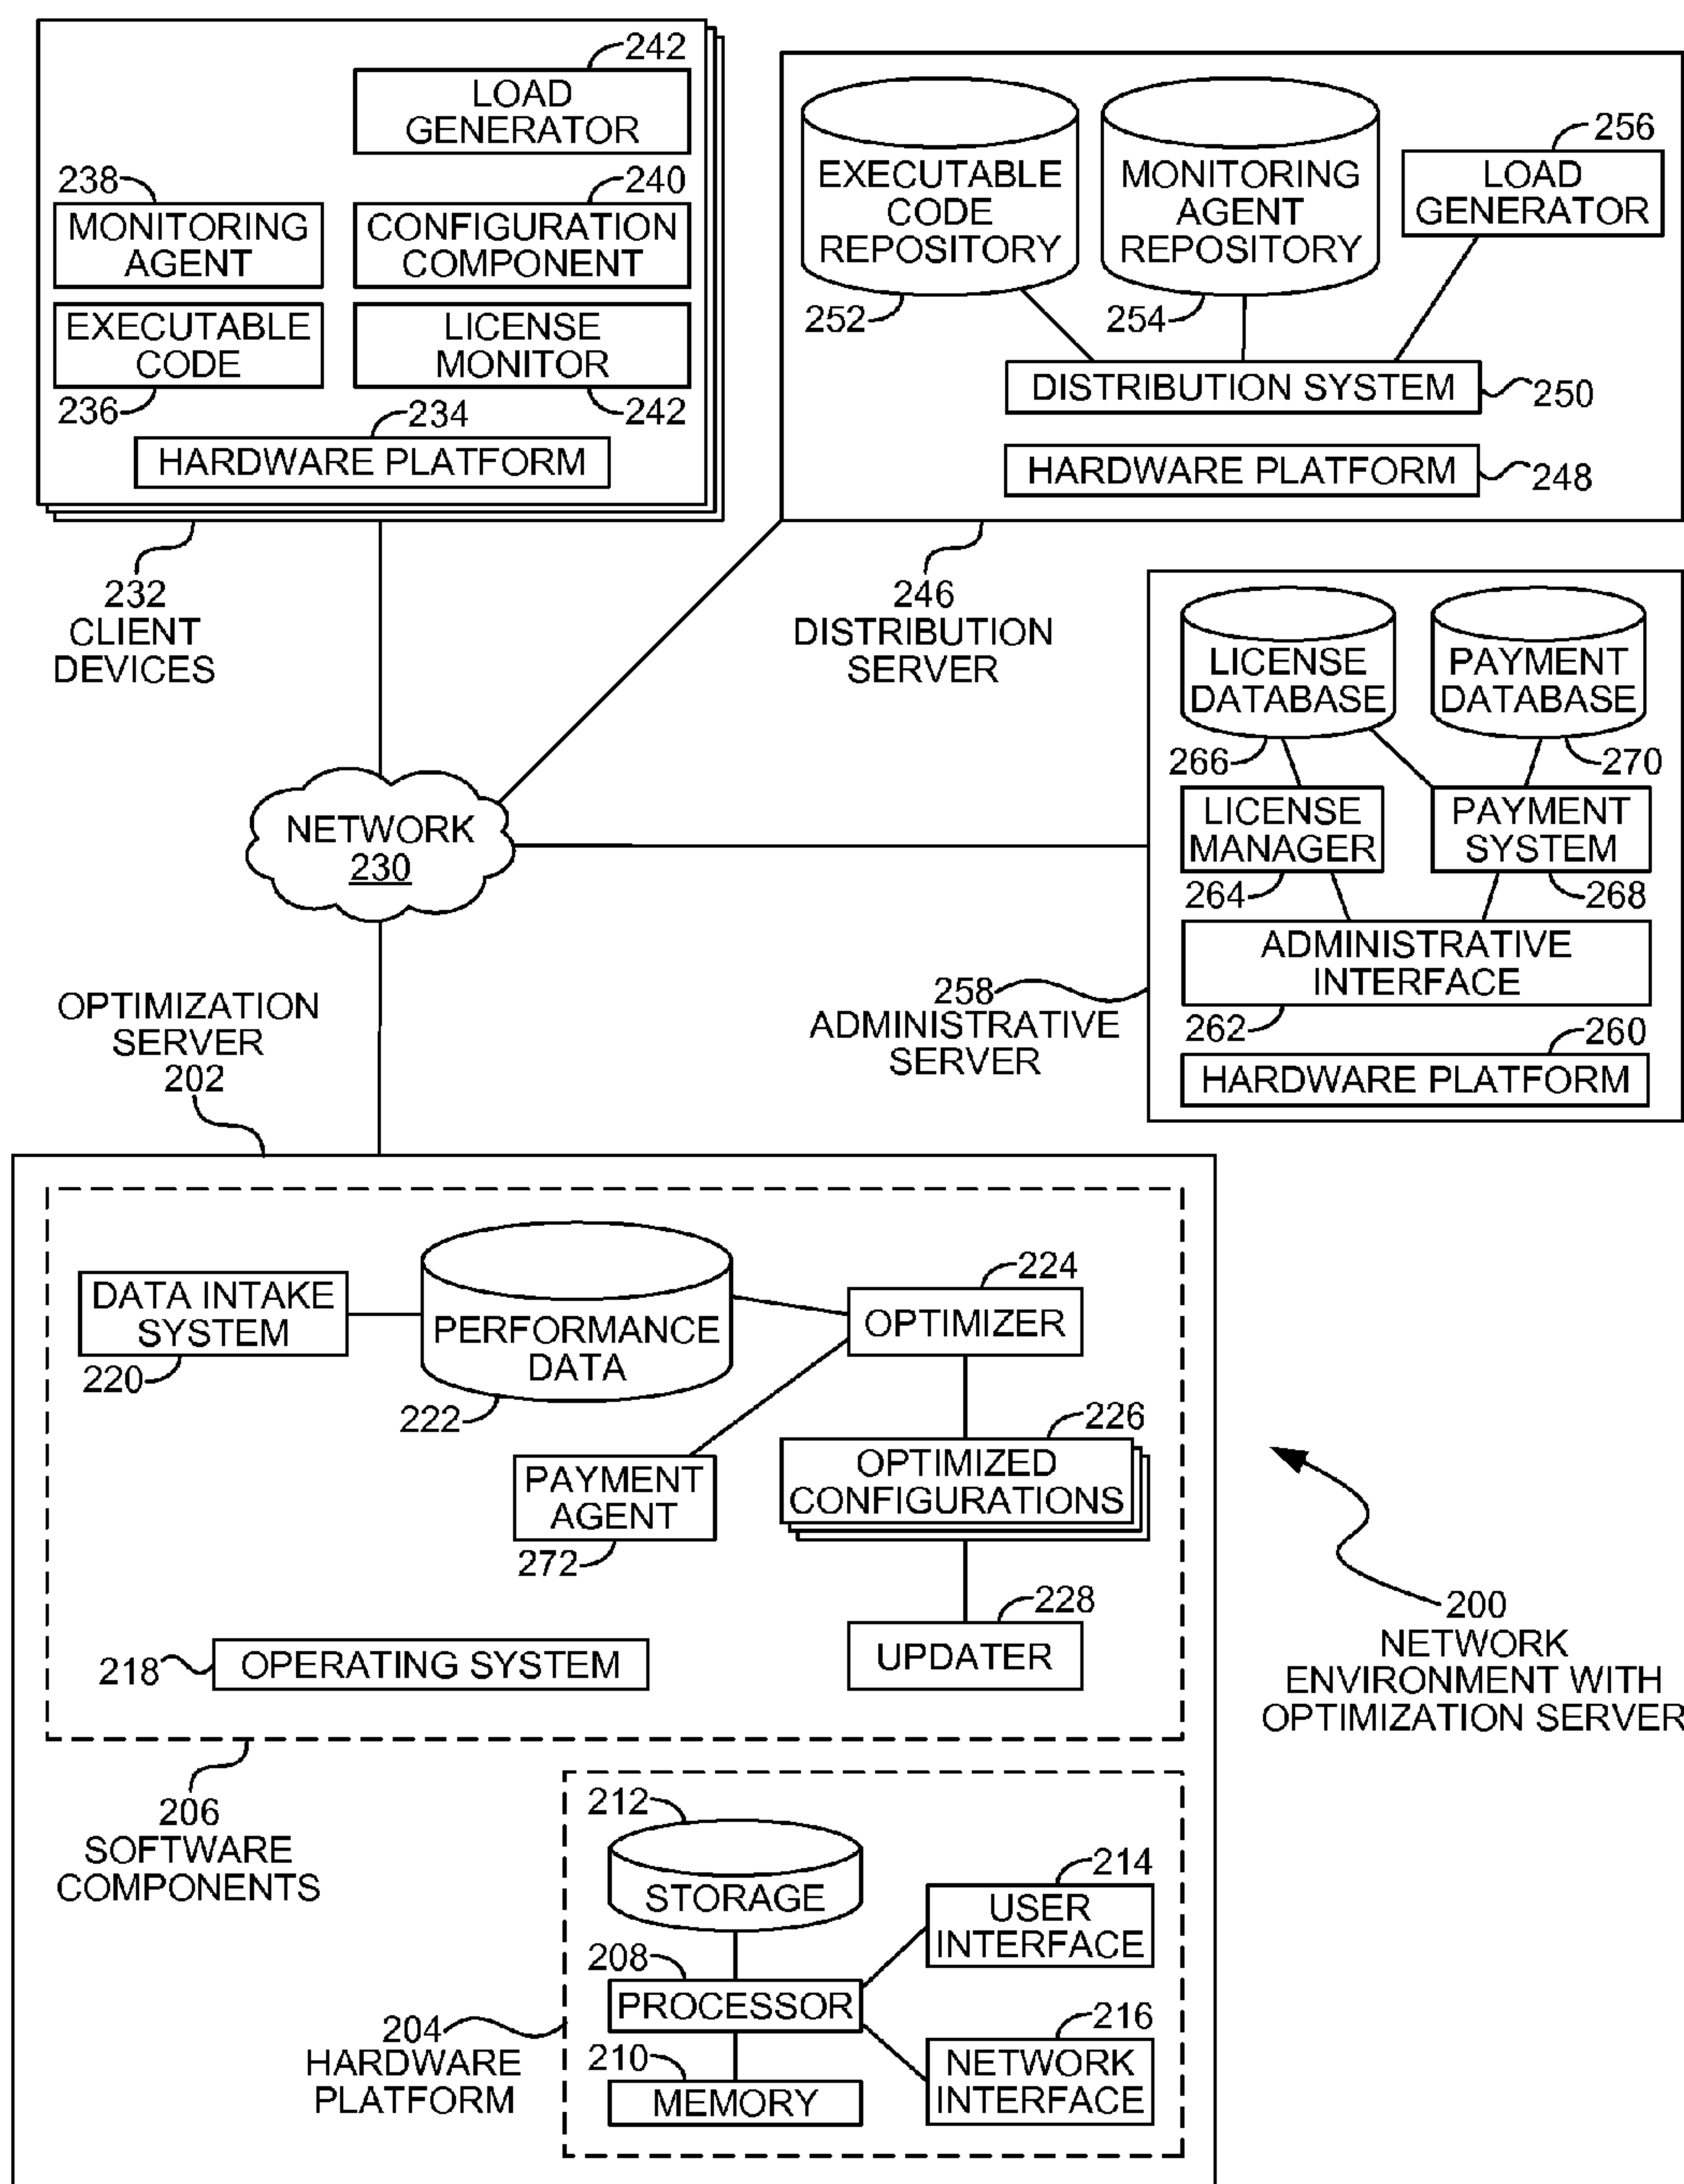 242
LOAD
GENERATOR
238
MONITORING
AGENT
240
CONFIGURATION
COMPONENT
EXECUTABLE
CODE
236
LICENSE
MONITOR
242
234
HARDWARE PLATFORM
232
CLIENT
DEVICES
EXECUTABLE
CODE
REPOSITORY
252
MONITORING
AGENT
REPOSITORY
254
256
LOAD
GENERATOR
DISTRIBUTION SYSTEM
250
HARDWARE PLATFORM
248
246
DISTRIBUTION
SERVER
LICENSE
DATABASE
266
PAYMENT
DATABASE
270
LICENSE
MANAGER
264
PAYMENT
SYSTEM
268
ADMINISTRATIVE
INTERFACE
262
260
HARDWARE PLATFORM
258
ADMINISTRATIVE
SERVER
NETWORK
230
OPTIMIZATION
SERVER
202
DATA INTAKE
SYSTEM
220
PERFORMANCE
DATA
222
224
OPTIMIZER
PAYMENT
AGENT
272
226
OPTIMIZED
CONFIGURATIONS
228
UPDATER
218
OPERATING SYSTEM
206
SOFTWARE
COMPONENTS
200
NETWORK
ENVIRONMENT WITH
OPTIMIZATION SERVER
212
STORAGE
214
USER
INTERFACE
208
PROCESSOR
216
NETWORK
INTERFACE
210
MEMORY
204
HARDWARE
PLATFORM